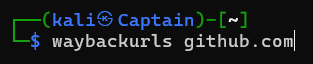 ┌──(kali㉿Captain)-[~]
└─$ waybackurls github.com